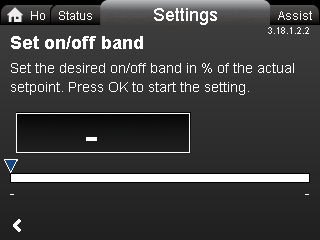 Ho Status Settings Assist
3.18.1.2.2
Set on/off band
Set the desired on/off band in % of the actual
setpoint. Press OK to start the setting.
-
- -